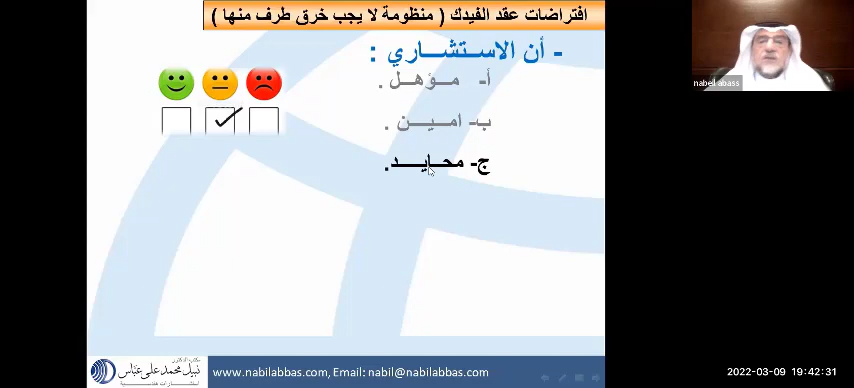 افتراضات عقد الفيدك ( منظومة لا يجب خرق طرف منها )
- أن الاستشاري :
أ- مؤهل .
ب- امين .
ج- محايد.
nabeil abass
نبيل محمد علي عباس
www.nabilabbas.com, Email: nabil@nabilabbas.com
2022-03-09 19:42:31